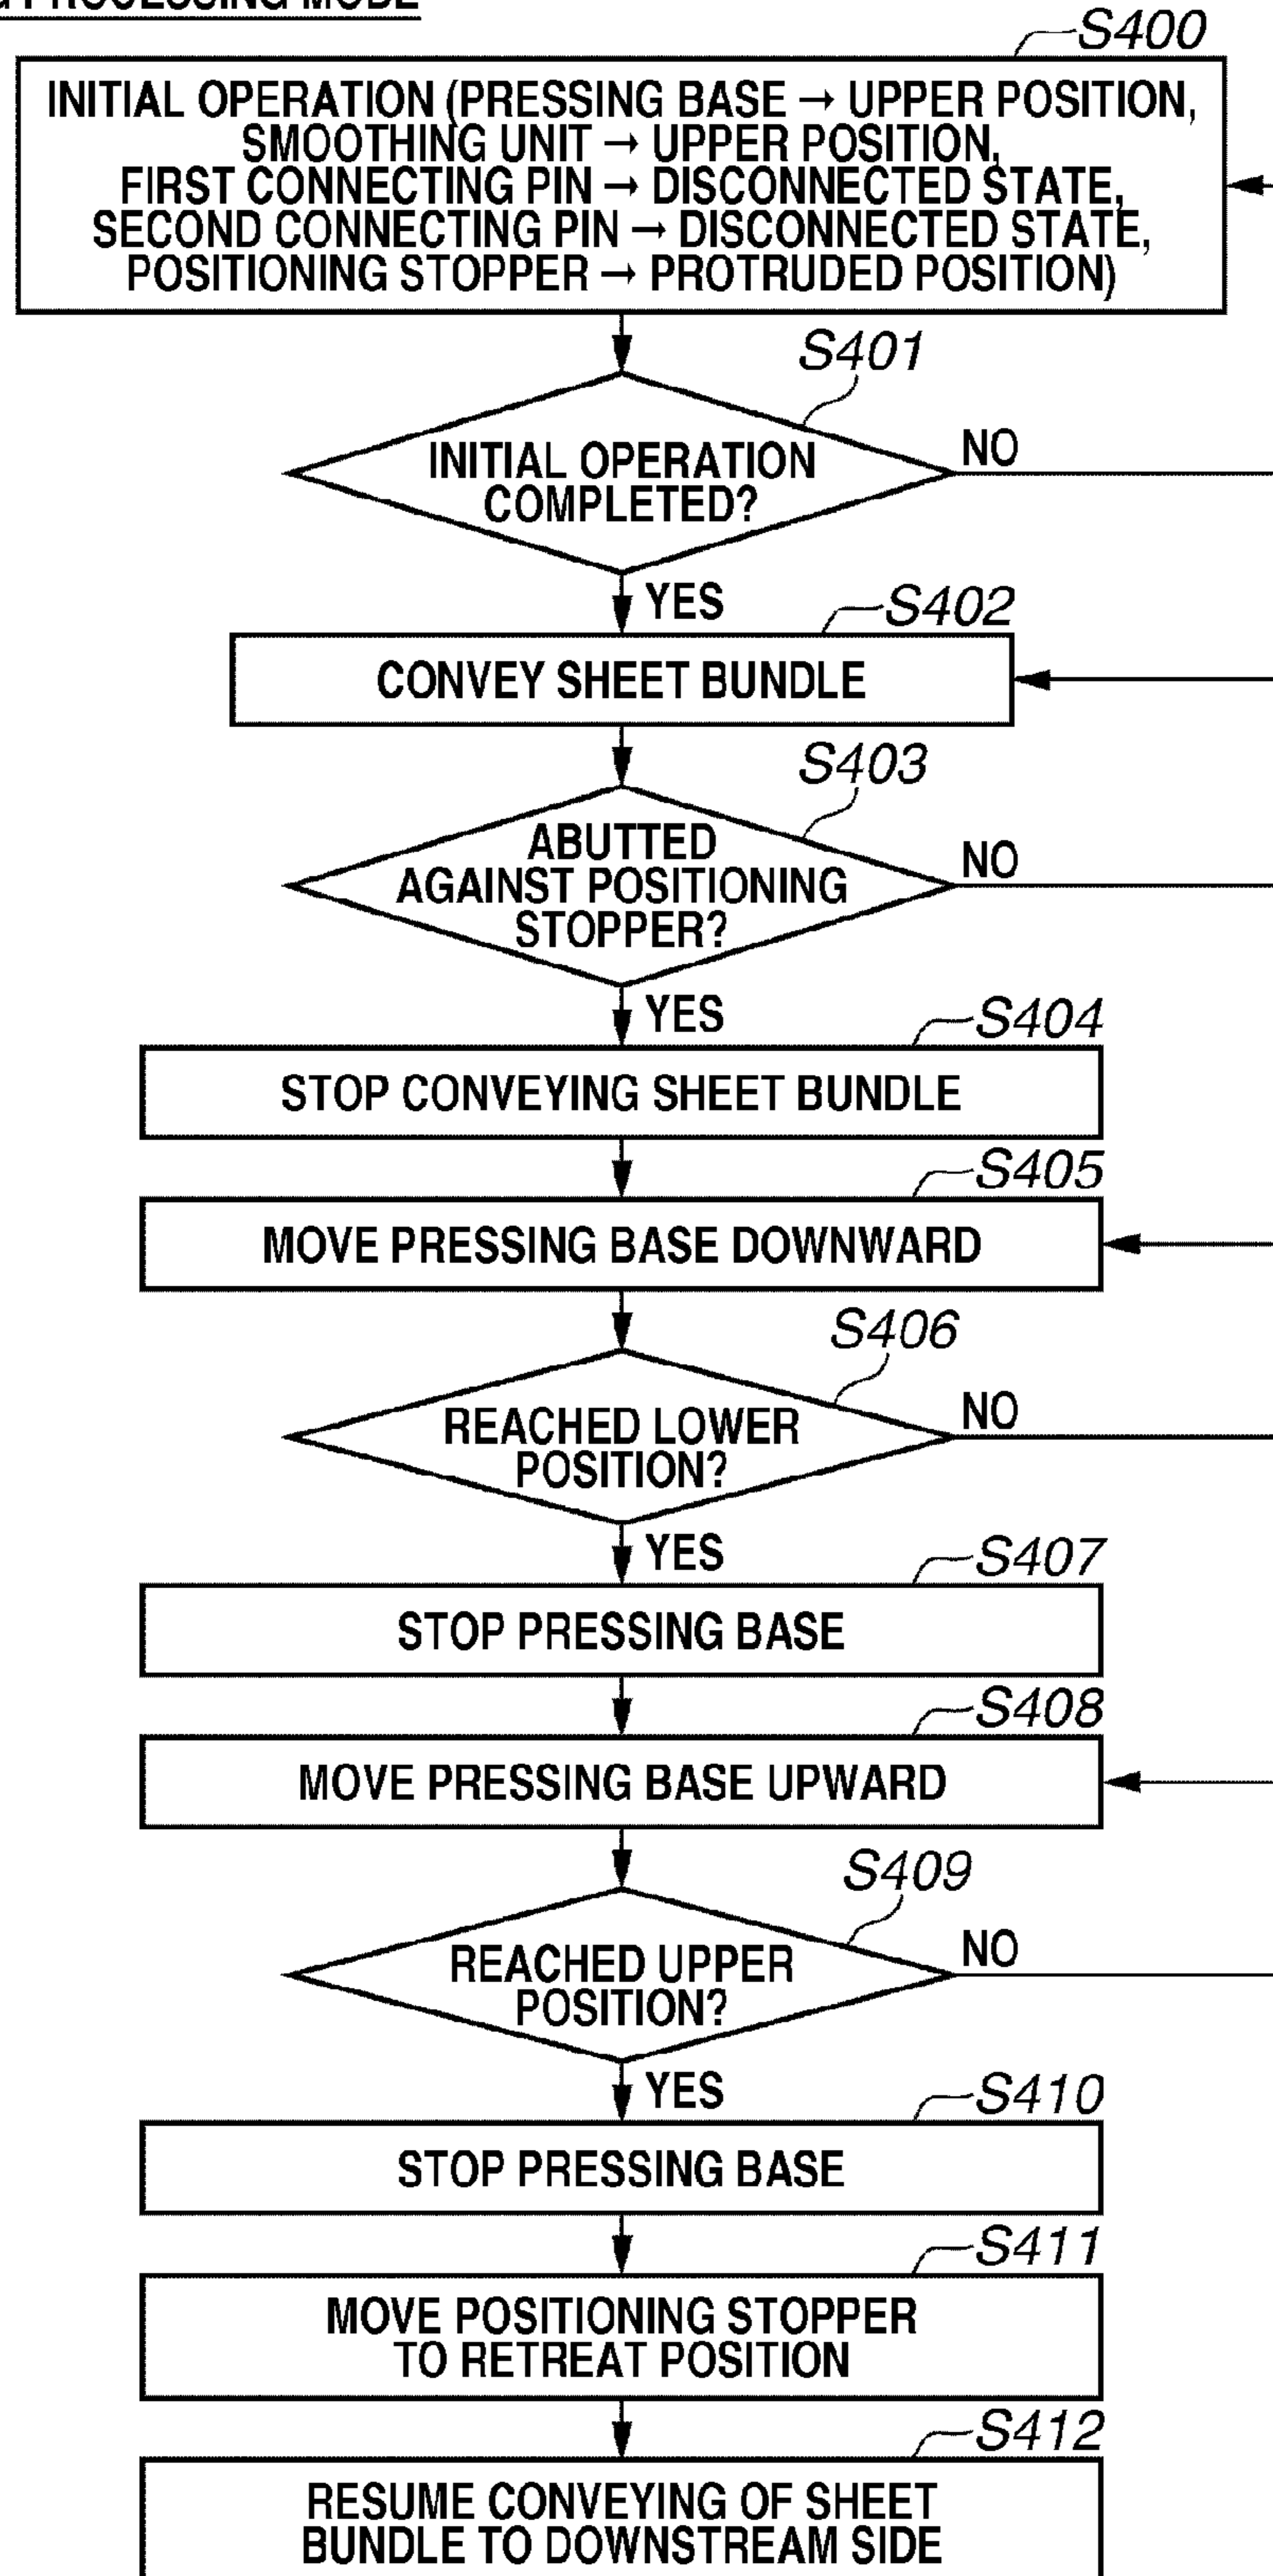 PROCESSING MODE
S400
INITIAL OPERATION (PRESSING BASE → UPPER POSITION,
SMOOTHING UNIT → UPPER POSITION,
FIRST CONNECTING PIN → DISCONNECTED STATE,
SECOND CONNECTING PIN → DISCONNECTED STATE,
POSITIONING STOPPER → PROTRUDED POSITION)
S401
INITIAL OPERATION
COMPLETED?
NO
YES
S402
CONVEY SHEET BUNDLE
S403
ABUTTED
AGAINST POSITIONING
STOPPER?
NO
YES
S404
STOP CONVEYING SHEET BUNDLE
S405
MOVE PRESSING BASE DOWNWARD
S406
REACHED LOWER
POSITION?
NO
YES
S407
STOP PRESSING BASE
S408
MOVE PRESSING BASE UPWARD
S409
REACHED UPPER
POSITION?
NO
YES
S410
STOP PRESSING BASE
S411
MOVE POSITIONING STOPPER
TO RETREAT POSITION
S412
RESUME CONVEYING OF SHEET
BUNDLE TO DOWNSTREAM SIDE